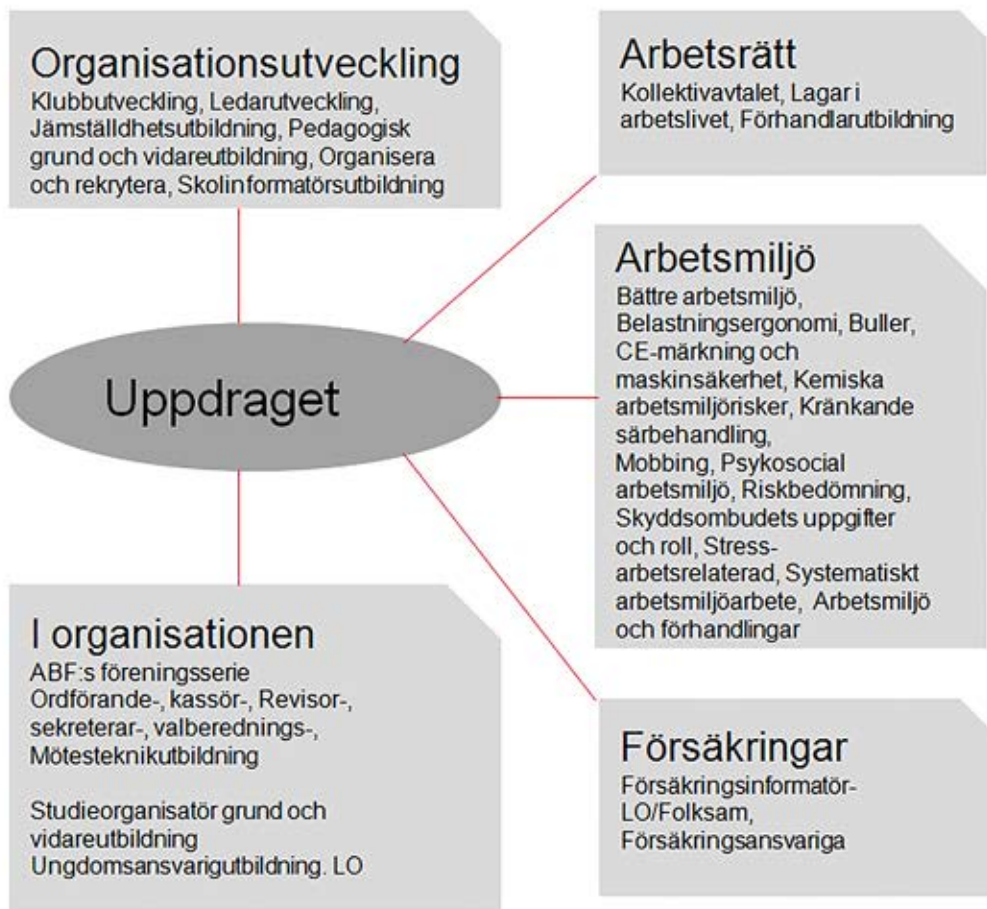 Organisationsutveckling
Klubbutveckling, Ledarutveckling,
Jämställdhetsutbildning, Pedagogisk
grund och vidareutbildning, Organisera
och rekrytera, Skolinformatörsutbildning
Arbetsrätt
Kollektivavtalet, Lagar i
arbetslivet, Förhandlarutbildning
Uppdraget
Arbetsmiljö
Bättre arbetsmiljö,
Belastningsergonomi, Buller,
CE-märkning och
maskinsäkerhet, Kemiska
arbetsmiljörisker, Kränkande
särbehandling,
Mobbing, Psykosocial
arbetsmiljö, Riskbedömning,
Skyddsombudets uppgifter
och roll, Stress-
arbetsrelaterad, Systematiskt
arbetsmiljöarbete, Arbetsmiljö
och förhandlingar
I organisationen
ABF:s föreningsserie
Ordförande-, kassör-, Revisor-,
sekreterar-, valberednings-,
Mötesteknikutbildning
Studieorganisatör grund och
vidareutbildning
Ungdomsansvarigutbildning. LO
Försäkringar
Försäkringsinformatör-
LO/Folksam,
Försäkringsansvariga